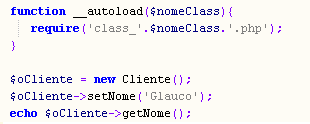 function __autoload($nomeClass){
require('class_'.$nomeClass.'.php');
}
$oCliente = new Cliente();
$oCliente->setNome('Glauco');
echo $oCliente->getNome();